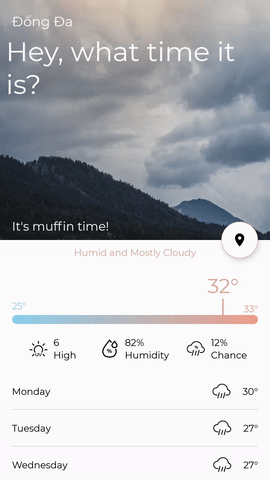 Đống Đa
Hey, what time it
is?
It's muffin time!
Humid and Mostly Cloudy
32°
25°
33°
6
High
82%
Humidity
12%
Chance
Monday 30°
Tuesday 27°
Wednesday 27°